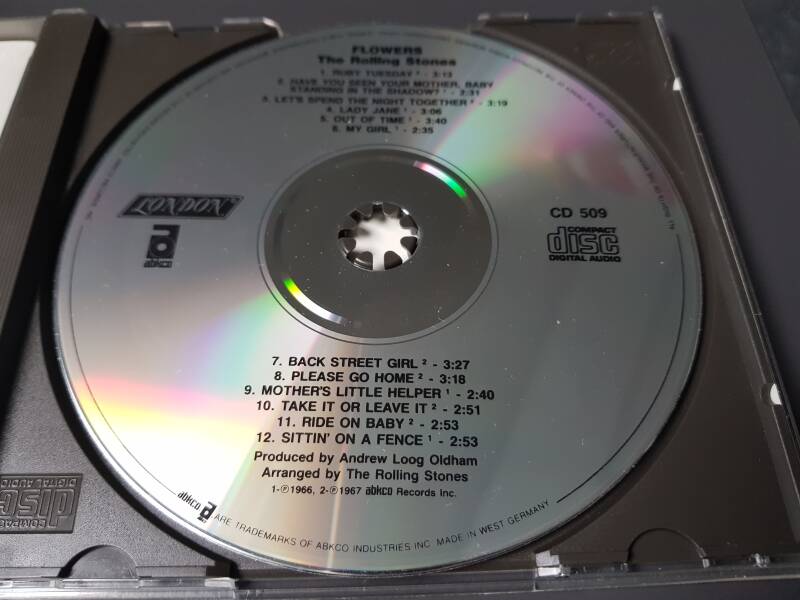 FLOWERS
The Rolling Stones
1. RUBY TUESDAY ² - 3:13
2. HAVE YOU SEEN YOUR MOTHER, BABY
STANDING IN THE SHADOW? ¹ - 2:31
3. LET'S SPEND THE NIGHT TOGETHER ² - 3:19
4. LADY JANE ¹ - 3:06
5. OUT OF TIME ¹ - 3:40
6. MY GIRL ¹ - 2:35
LONDON
abkco
CD 509
COMPACT
disc
DIGITAL AUDIO
7. BACK STREET GIRL ² - 3:27
8. PLEASE GO HOME ² - 3:18
9. MOTHER'S LITTLE HELPER ¹ - 2:40
10. TAKE IT OR LEAVE IT ² - 2:51
11. RIDE ON BABY ² - 2:53
12. SITTIN' ON A FENCE ¹ - 2:53
Produced by Andrew Loog Oldham
Arranged by The Rolling Stones
1-℗1966, 2-℗1967 abkco Records Inc.
abkco ARE TRADEMARKS OF ABKCO INDUSTRIES INC. MADE IN WEST GERMANY
COMPACT
disc
DIGITAL AUDIO